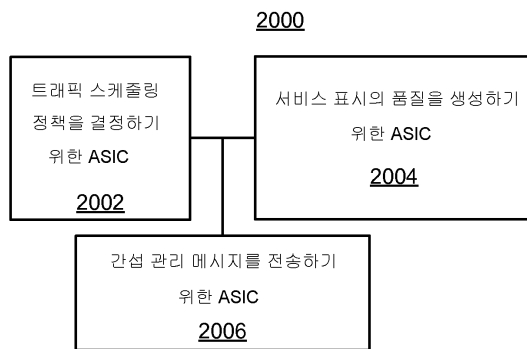 2000
트래픽 스케줄링
정책을 결정하기
위한 ASIC
2002
서비스 표시의 품질을 생성하기
위한 ASIC
2004
간섭 관리 메시지를 전송하기
위한 ASIC
2006